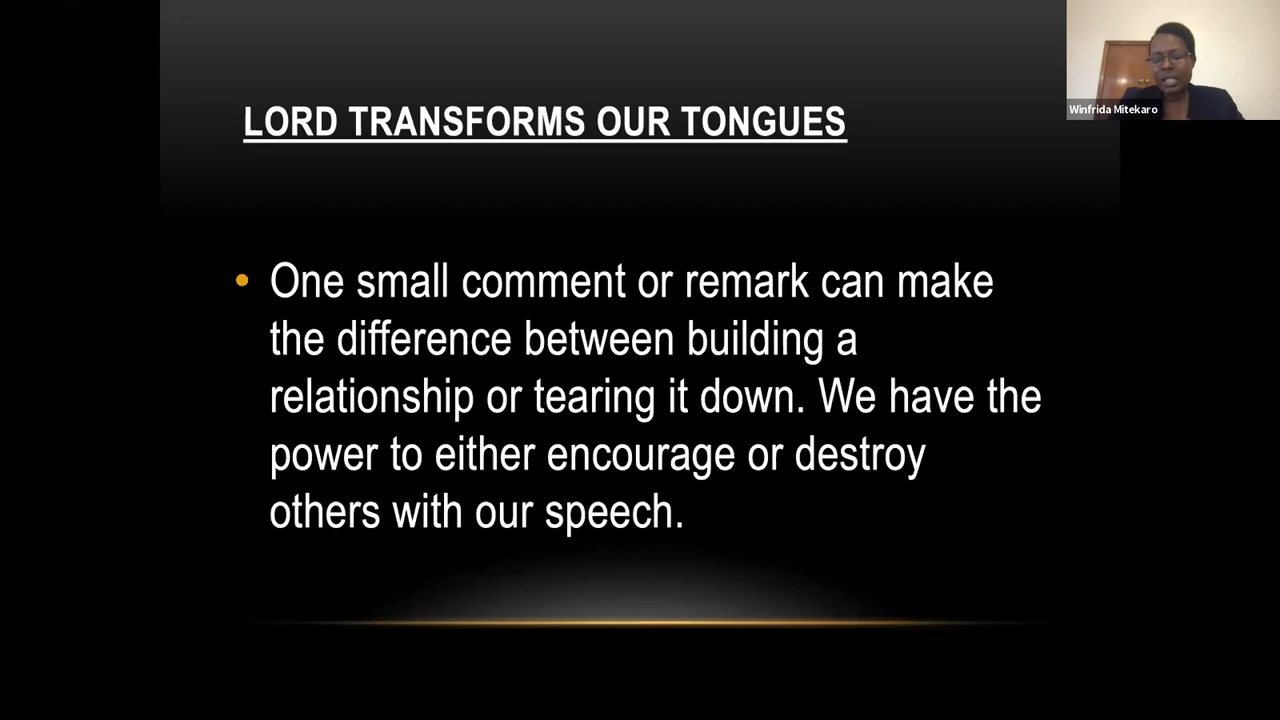 LORD TRANSFORMS OUR TONGUES
Winfrida Mitekaro
• One small comment or remark can make
the difference between building a
relationship or tearing it down. We have the
power to either encourage or destroy
others with our speech.